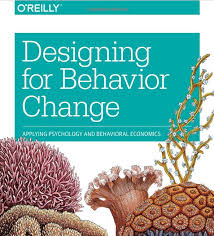 O'REILLY®
Designing
for Behavior
Change
APPLYING PSYCHOLOGY AND BEHAVIORAL ECONOMICS